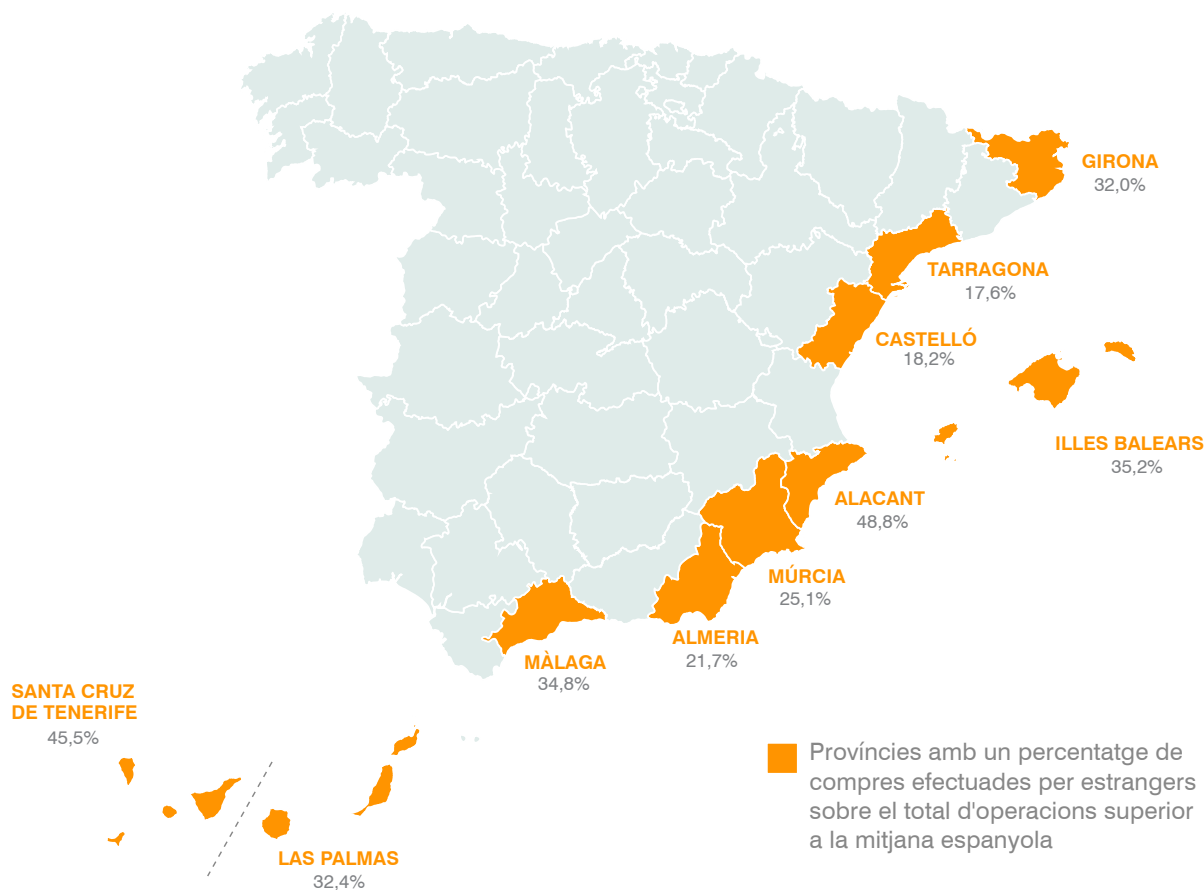 GIRONA
32,0%
TARRAGONA
17,6%
CASTELLÓ
18,2%
ILLES BALEARS
35,2%
ALACANT
48,8%
MÚRCIA
25,1%
ALMERIA
21,7%
MÀLAGA
34,8%
SANTA CRUZ
DE TENERIFE
45,5%
LAS PALMAS
32,4%
Províncies amb un percentatge de
compres efectuades per estrangers
sobre el total d'operacions superior
a la mitjana espanyola